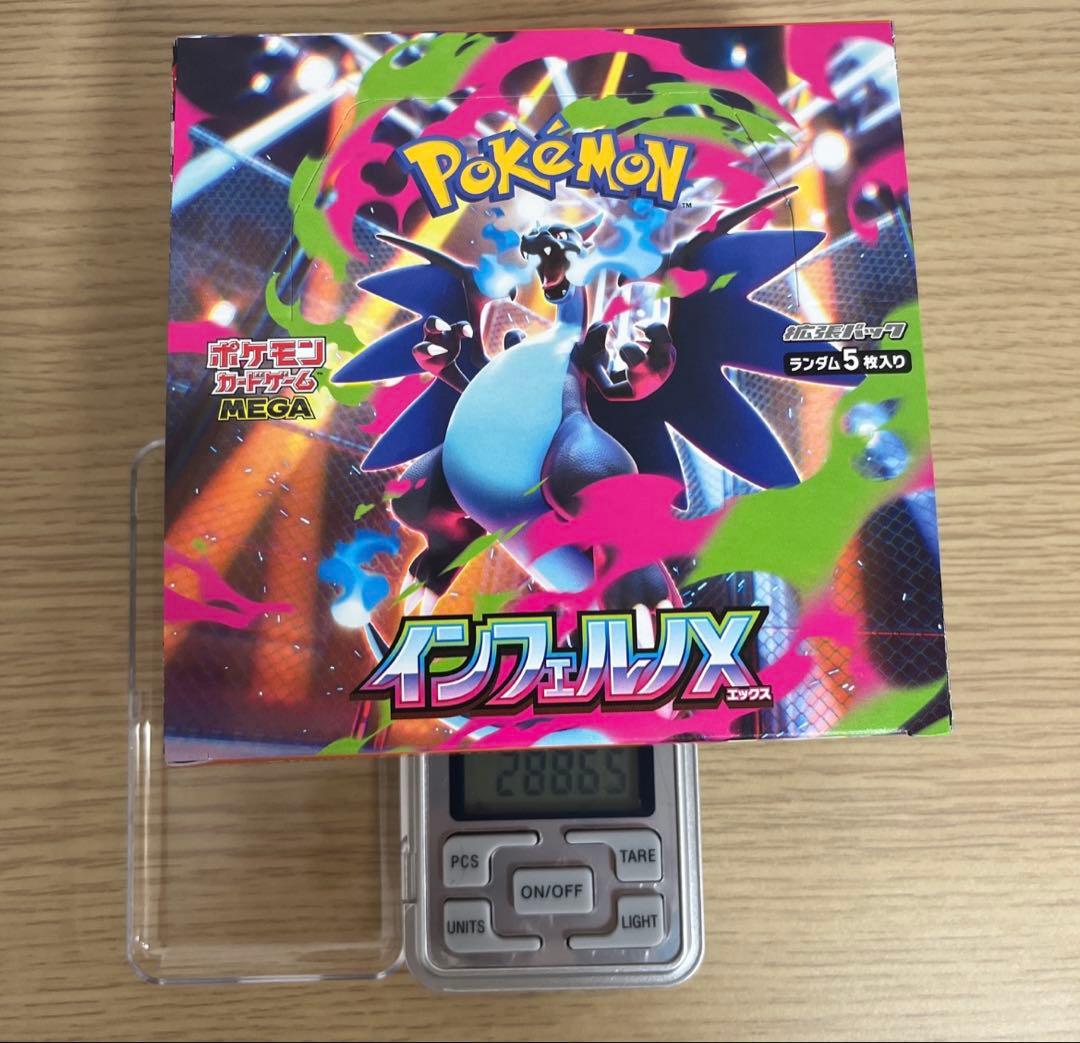 POKéMON
TM
拡張パック
ランダム5枚入り
ポケモン
カードゲーム
MEGA
インフェルノX
エックス
28865
PCS
TARE
ON/OFF
UNITS
LIGHT